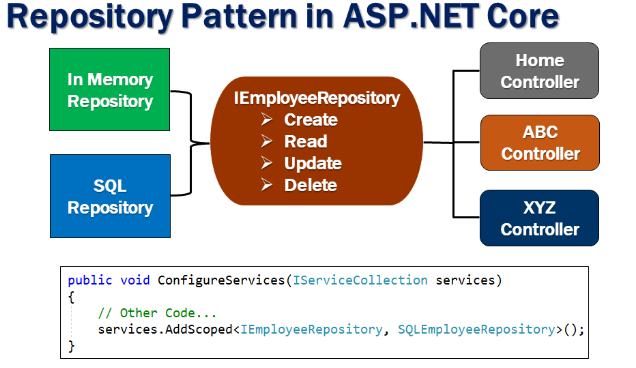 Repository Pattern in ASP.NET Core
In Memory
Repository
SQL
Repository
IEmployeeRepository
➢ Create
➢ Read
➢ Update
➢ Delete
Home
Controller
ABC
Controller
XYZ
Controller
public void ConfigureServices(IServiceCollection services)
{
    // Other Code...
    services.AddScoped<IEmployeeRepository, SQLEmployeeRepository>();
}